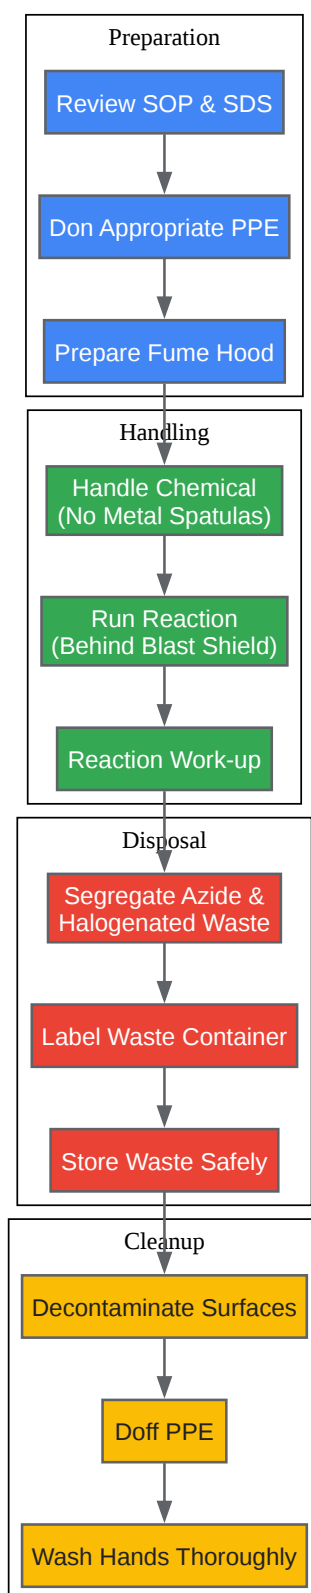 Preparation
Review SOP & SDS
Don Appropriate PPE
Prepare Fume Hood
Handling
Handle Chemical
(No Metal Spatulas)
Run Reaction
(Behind Blast Shield)
Reaction Work-up
Disposal
Segregate Azide &
Halogenated Waste
Label Waste Container
Store Waste Safely
Cleanup
Decontaminate Surfaces
Doff PPE
Wash Hands Thoroughly